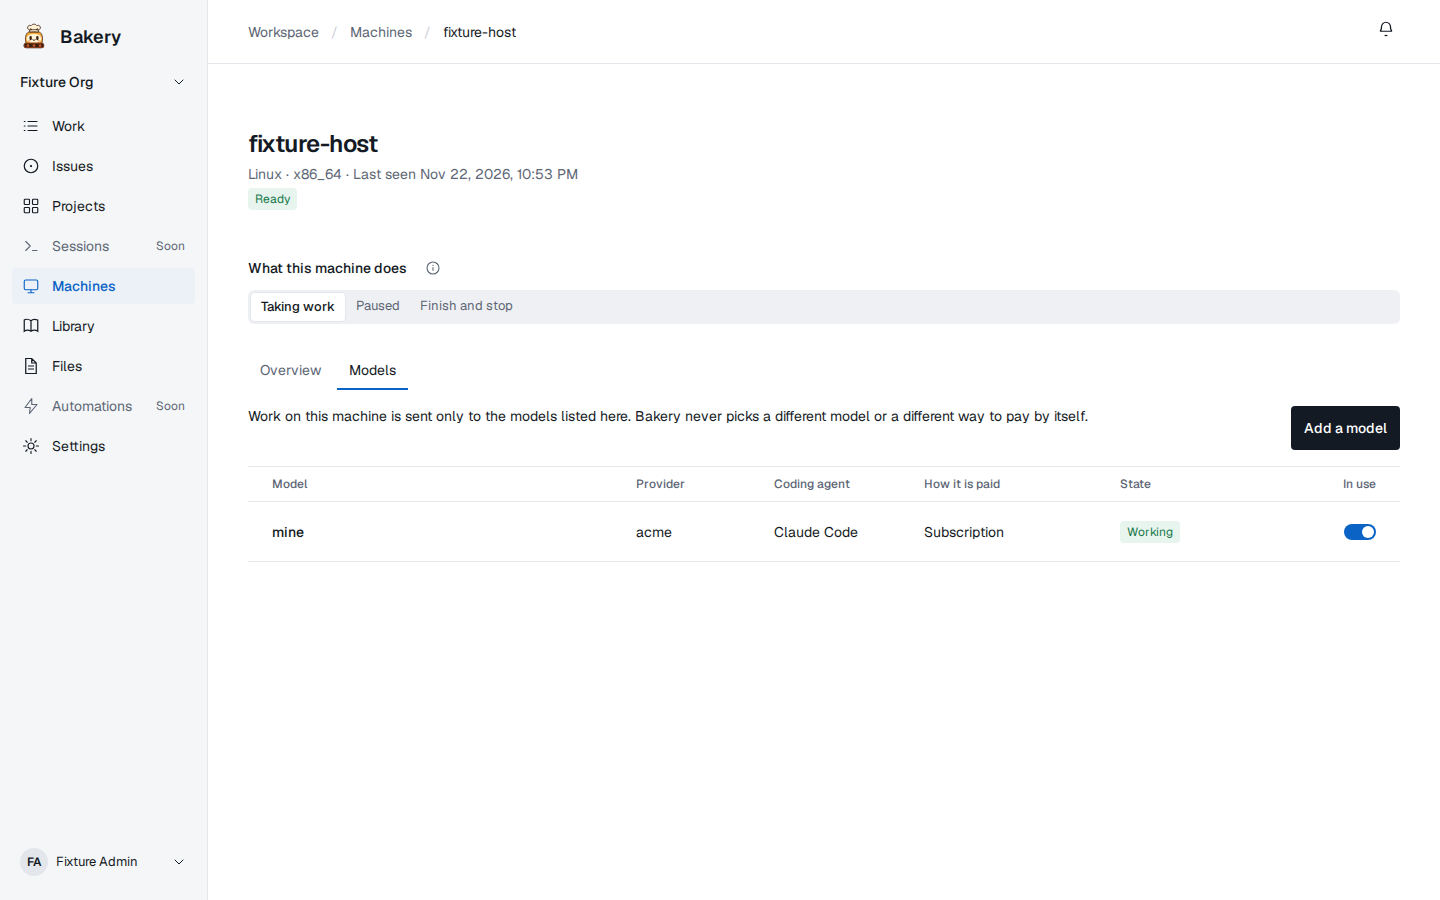 Bakery
Fixture Org
Work
Issues
Projects
Sessions Soon
Machines
Library
Files
Automations Soon
Settings
FA Fixture Admin
Workspace / Machines / fixture-host
fixture-host
Linux · x86_64 · Last seen Nov 22, 2026, 10:53 PM
Ready
What this machine does
Taking work Paused Finish and stop
Overview Models
Work on this machine is sent only to the models listed here. Bakery never picks a different model or a different way to pay by itself.
Add a model
Model Provider Coding agent How it is paid State In use
mine acme Claude Code Subscription Working